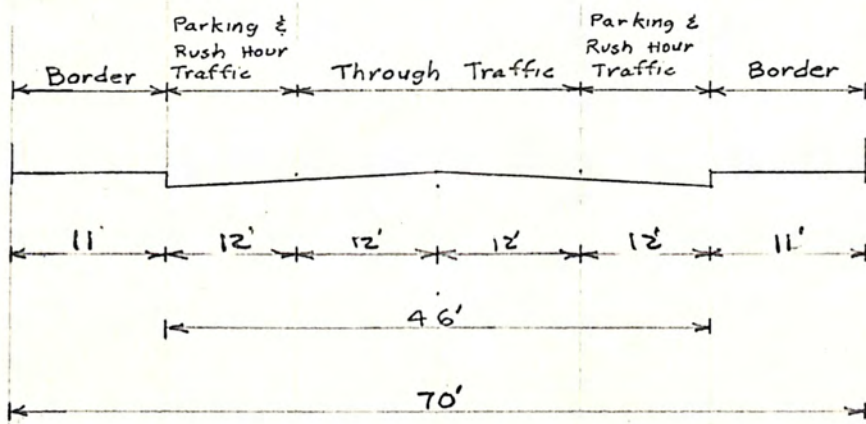 Parking &
Rush Hour
Traffic
Parking &
Rush Hour
Traffic
Border
Through Traffic
Border
11
12'
12'
12'
12'
11'
46'
70'